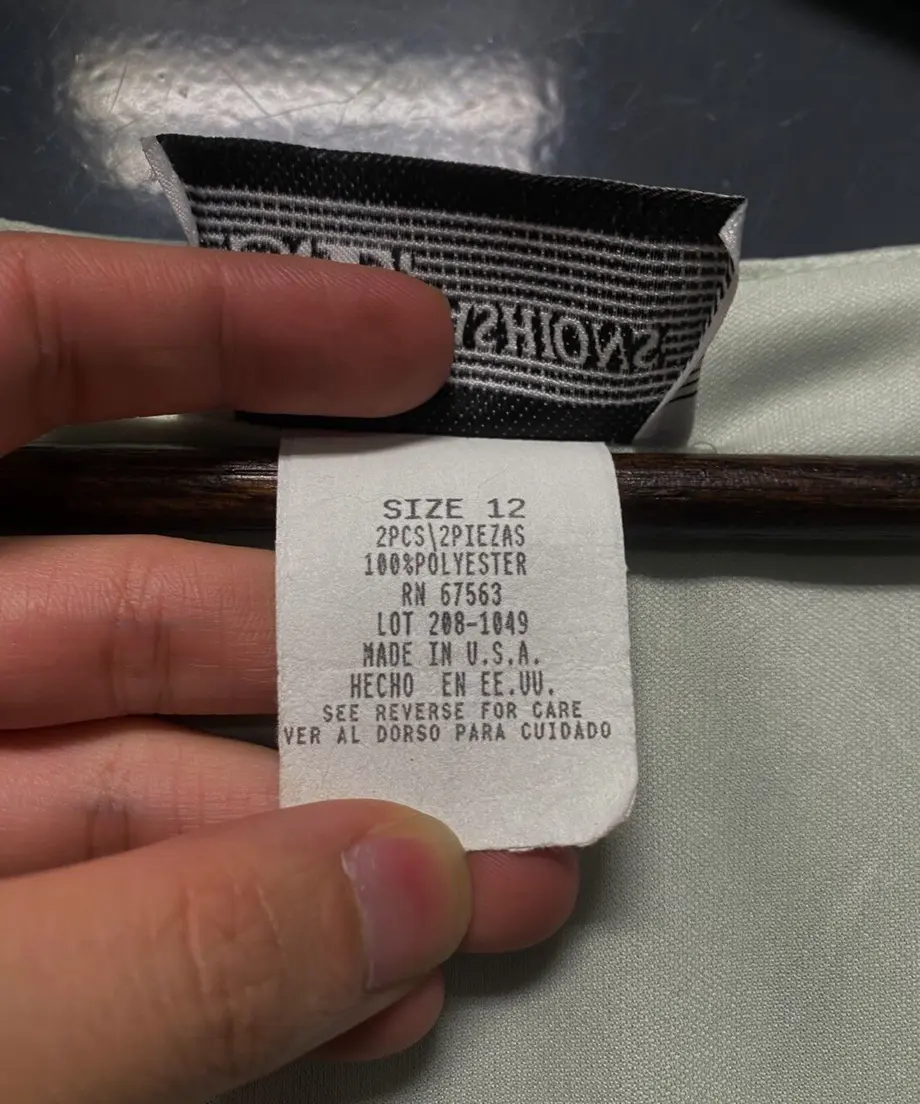 FASHIONS
SIZE 12
2PCS\2PIEZAS
100%POLYESTER
RN 67563
LOT 208-1049
MADE IN U.S.A.
HECHO EN EE.UU.
SEE REVERSE FOR CARE
VER AL DORSO PARA CUIDADO